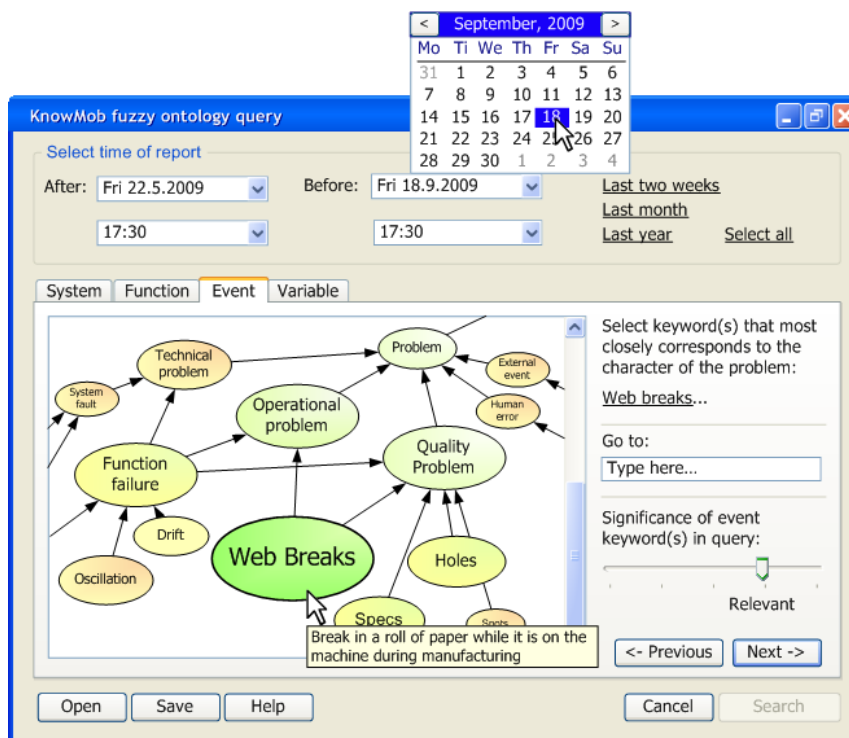 < September, 2009 >
Mo Ti We Th Fr Sa Su
31 1 2 3 4 5 6
7 8 9 10 11 12 13
14 15 16 17 18 19 20
21 22 23 24 25 26 27
28 29 30 1 2 3 4
KnowMob fuzzy ontology query
Select time of report
After: Fri 22.5.2009 Before: Fri 18.9.2009
17:30 17:30
Last two weeks
Last month
Last year Select all
System Function Event Variable
Technical
problem
Problem
External
event
System
fault
Operational
problem
Human
error
Function
failure
Quality
Problem
Drift
Web Breaks
Holes
Oscillation
Specs
Spots
Break in a roll of paper while it is on the
machine during manufacturing
Select keyword(s) that most
closely corresponds to the
character of the problem:
Web breaks...
Go to:
Type here...
Significance of event
keyword(s) in query:
Relevant
<- Previous Next ->
Open Save Help Cancel Search